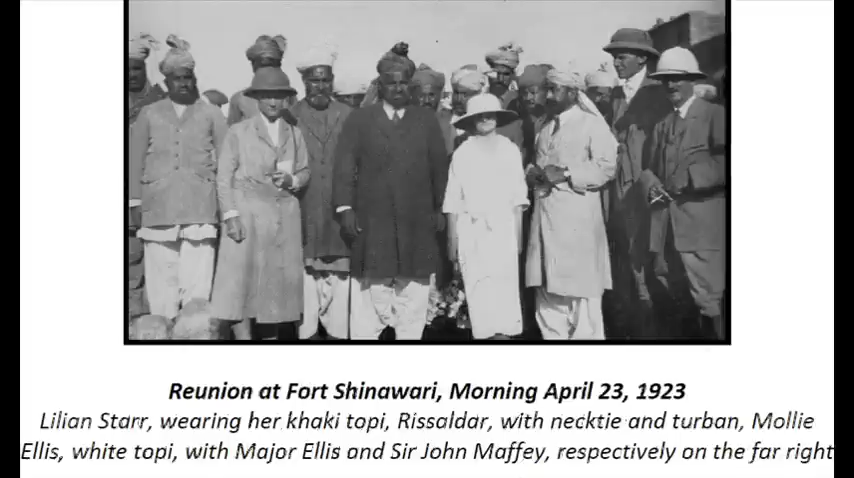 Reunion at Fort Shinawari, Morning April 23, 1923
Lilian Starr, wearing her khaki topi, Rissaldar, with necktie and turban, Mollie
Ellis, white topi, with Major Ellis and Sir John Maffey, respectively on the far right